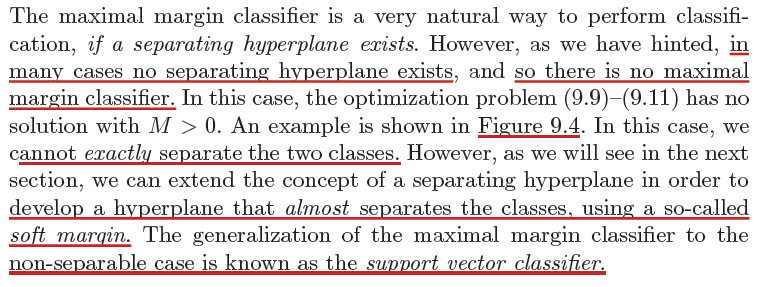 The maximal margin classifier is a very natural way to perform classifi-
cation, if a separating hyperplane exists. However, as we have hinted, in
many cases no separating hyperplane exists, and so there is no maximal
margin classifier. In this case, the optimization problem (9.9)–(9.11) has no
solution with M > 0. An example is shown in Figure 9.4. In this case, we
cannot exactly separate the two classes. However, as we will see in the next
section, we can extend the concept of a separating hyperplane in order to
develop a hyperplane that almost separates the classes, using a so-called
soft margin. The generalization of the maximal margin classifier to the
non-separable case is known as the support vector classifier.